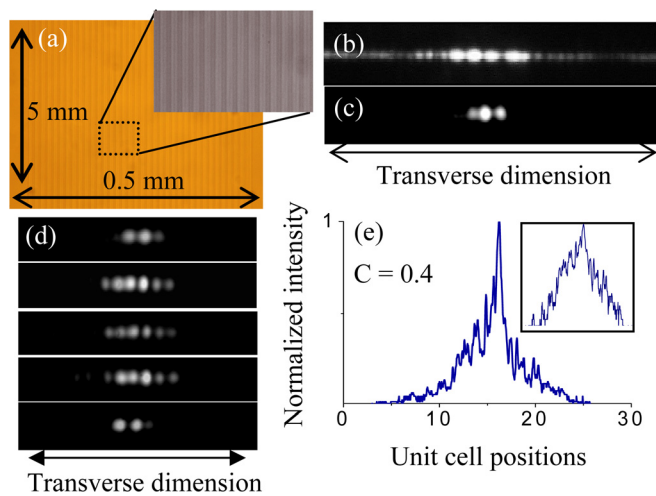 (a)
5 mm
0.5 mm
(b)
(c)
Transverse dimension
(d)
Transverse dimension
(e)
C = 0.4
Normalized intensity
1
0
10
20
30
Unit cell positions